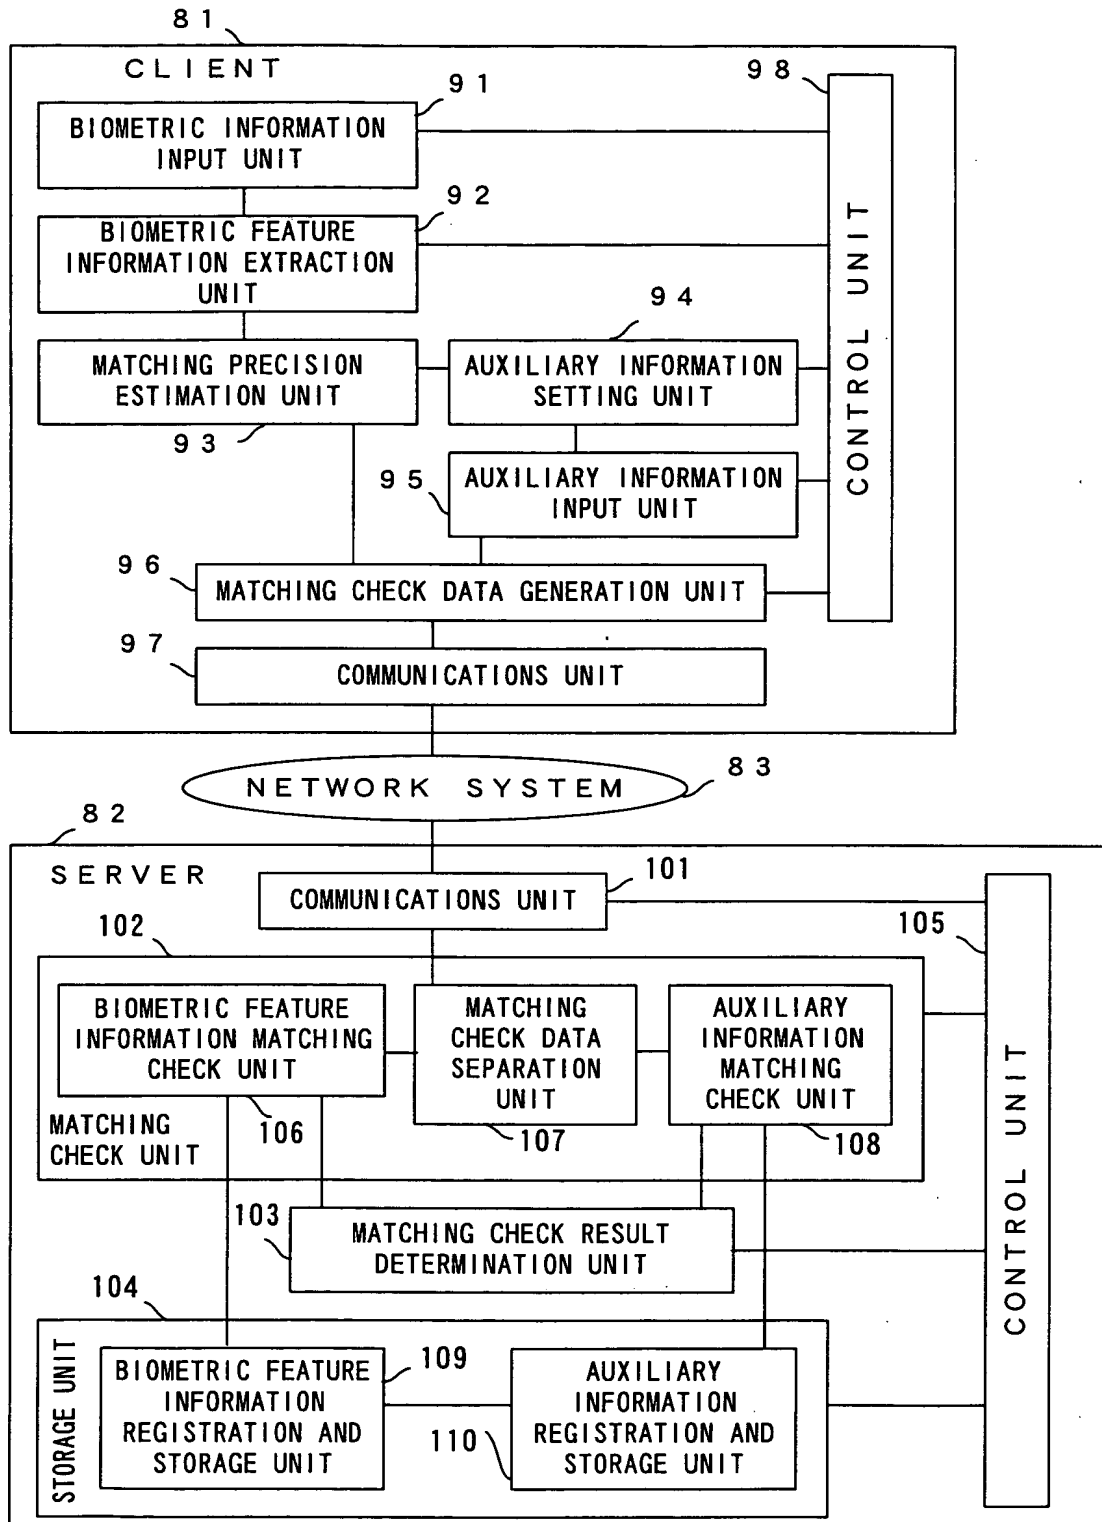 81
CLIENT
91
98
BIOMETRIC INFORMATION
INPUT UNIT
92
BIOMETRIC FEATURE
INFORMATION EXTRACTION
UNIT
CONTROL UNIT
94
MATCHING PRECISION
ESTIMATION UNIT
AUXILIARY INFORMATION
SETTING UNIT
93
95
AUXILIARY INFORMATION
INPUT UNIT
96
MATCHING CHECK DATA GENERATION UNIT
97
COMMUNICATIONS UNIT
NETWORK SYSTEM
83
82
SERVER
101
COMMUNICATIONS UNIT
102
105
BIOMETRIC FEATURE
INFORMATION MATCHING
CHECK UNIT
MATCHING
CHECK DATA
SEPARATION
UNIT
AUXILIARY
INFORMATION
MATCHING
CHECK UNIT
CONTROL UNIT
106
107
108
MATCHING
CHECK UNIT
103
MATCHING CHECK RESULT
DETERMINATION UNIT
104
STORAGE UNIT
BIOMETRIC FEATURE
INFORMATION
REGISTRATION AND
STORAGE UNIT
109
110
AUXILIARY
INFORMATION
REGISTRATION AND
STORAGE UNIT